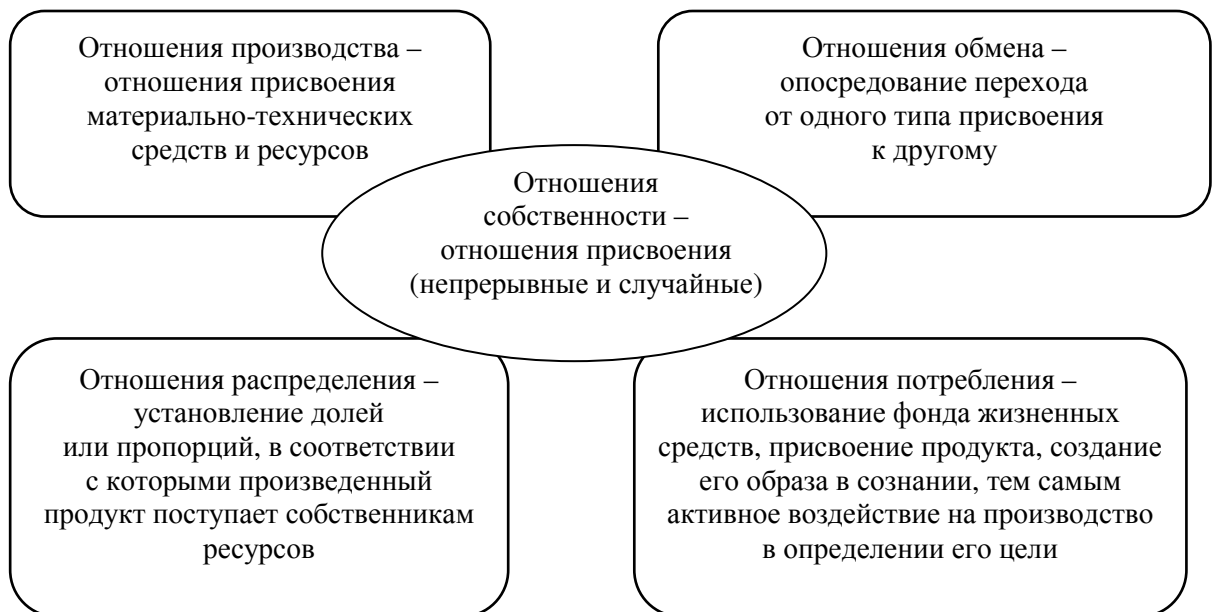 Отношения производства –
отношения присвоения
материально-технических
средств и ресурсов
Отношения обмена –
опосредование перехода
от одного типа присвоения
к другому
Отношения
собственности –
отношения присвоения
(непрерывные и случайные)
Отношения распределения –
установление долей
или пропорций, в соответствии
с которыми произведенный
продукт поступает собственникам
ресурсов
Отношения потребления –
использование фонда жизненных
средств, присвоение продукта, создание
его образа в сознании, тем самым
активное воздействие на производство
в определении его цели